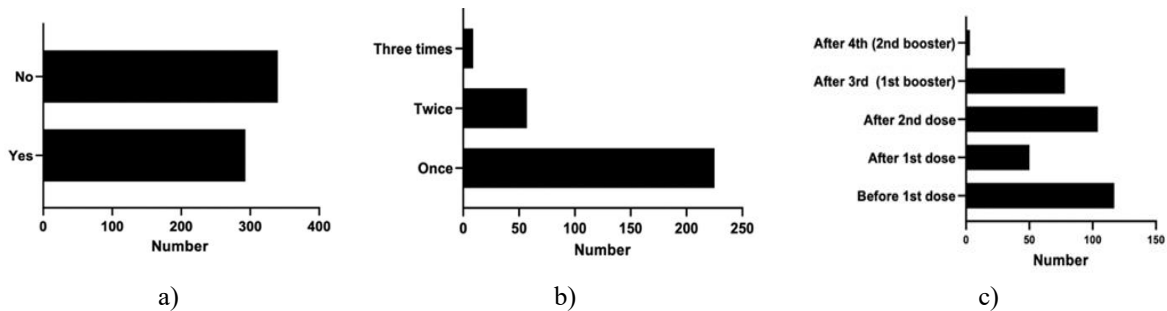 No
Yes
0 100 200 300 400
Number
a)
Three times
Twice
Once
0 50 100 150 200 250
Number
b)
After 4th (2nd booster)
After 3rd (1st booster)
After 2nd dose
After 1st dose
Before 1st dose
0 50 100 150
Number
c)